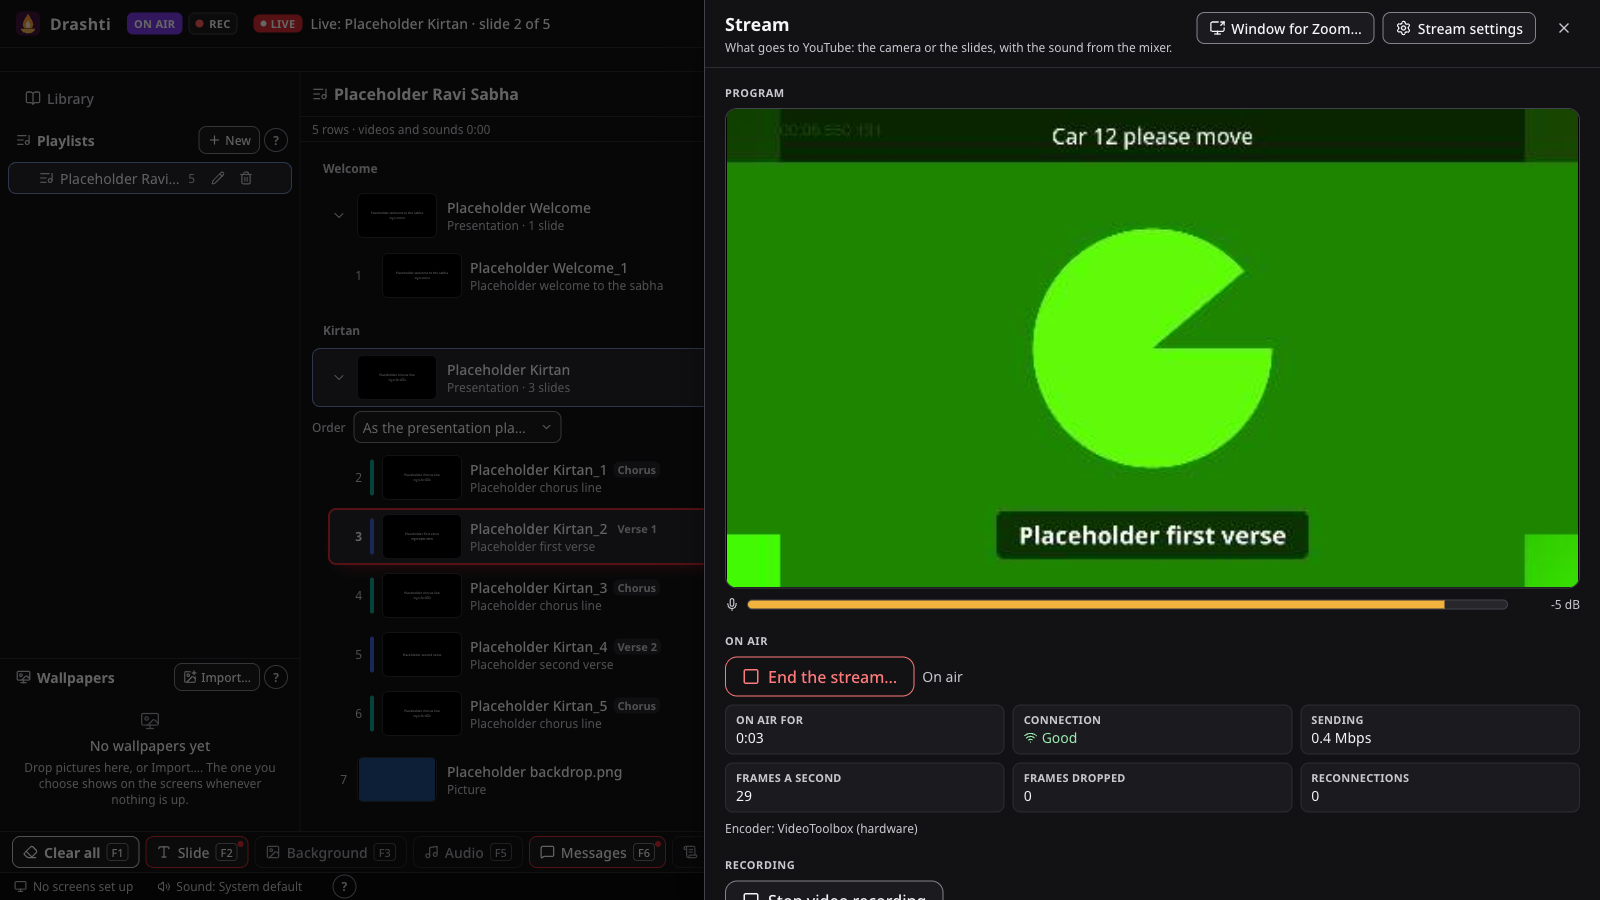 Drashti
ON AIR
REC
LIVE
Live: Placeholder Kirtan · slide 2 of 5
Library
Playlists
New
?
Placeholder Ravi...
5
Wallpapers
Import...
?
No wallpapers yet
Drop pictures here, or Import.... The one you
choose shows on the screens whenever
nothing is up.
Placeholder Ravi Sabha
5 rows · videos and sounds 0:00
Welcome
Placeholder Welcome
Presentation · 1 slide
1
Placeholder Welcome_1
Placeholder welcome to the sabha
Kirtan
Placeholder Kirtan
Presentation · 3 slides
Order
As the presentation pla...
2
Placeholder Kirtan_1 Chorus
Placeholder chorus line
3
Placeholder Kirtan_2 Verse 1
Placeholder first verse
4
Placeholder Kirtan_3 Chorus
Placeholder chorus line
5
Placeholder Kirtan_4 Verse 2
Placeholder second verse
6
Placeholder Kirtan_5 Chorus
Placeholder chorus line
7
Placeholder backdrop.png
Picture
Clear all F1
Slide F2
Background F3
Audio F5
Messages F6
No screens set up
Sound: System default
?
Stream
What goes to YouTube: the camera or the slides, with the sound from the mixer.
Window for Zoom...
Stream settings
PROGRAM
Car 12 please move
Placeholder first verse
-5 dB
ON AIR
End the stream...
On air
ON AIR FOR
0:03
CONNECTION
Good
SENDING
0.4 Mbps
FRAMES A SECOND
29
FRAMES DROPPED
0
RECONNECTIONS
0
Encoder: VideoToolbox (hardware)
RECORDING
Stop video recording